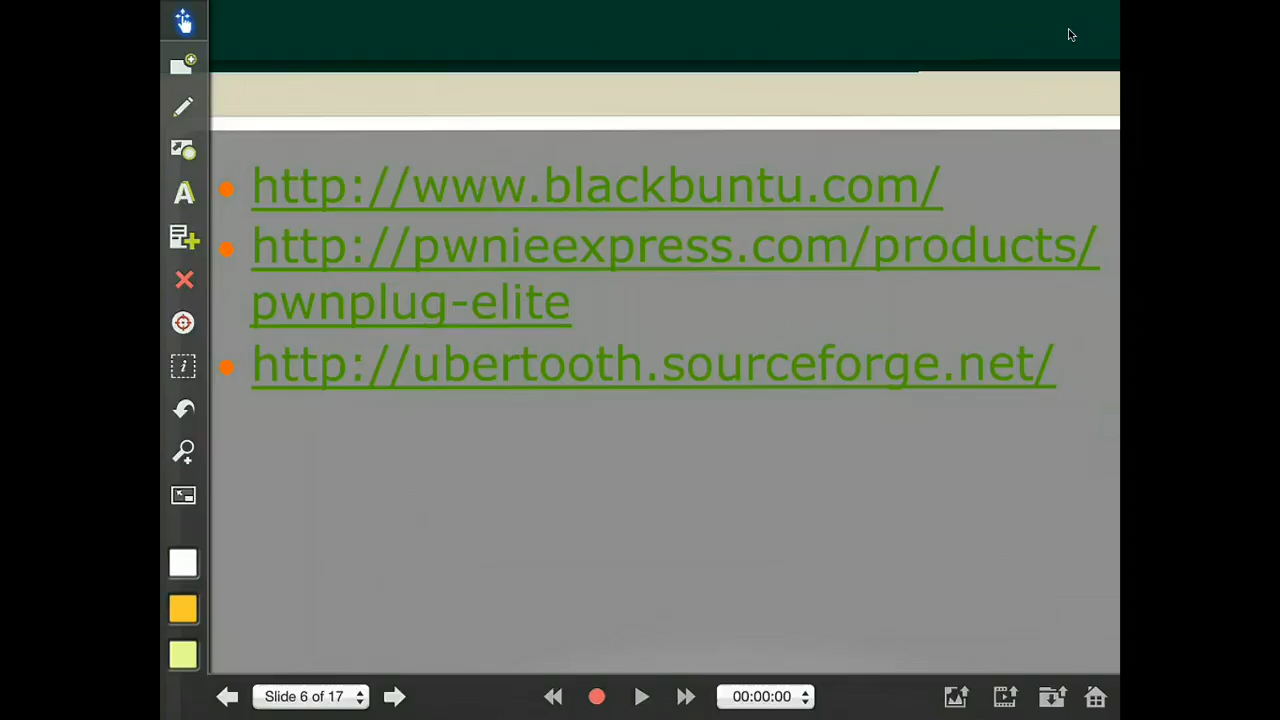 http://www.blackbuntu.com/
http://pwnieexpress.com/products/
pwnplug-elite
http://ubertooth.sourceforge.net/
Slide 6 of 17
00:00:00